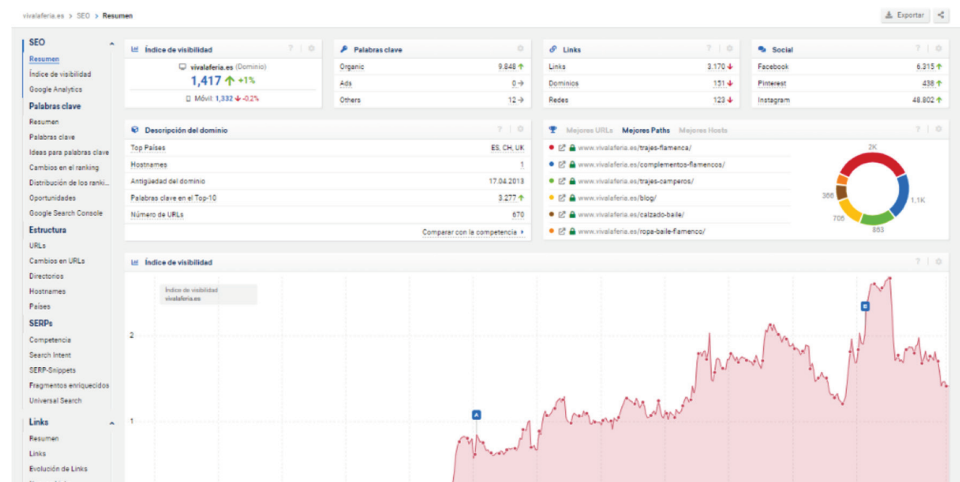 vivalaferia.es > SEO > Resumen
Exportar
SEO
Resumen
Índice de visibilidad
Google Analytics
Palabras clave
Resumen
Palabras clave
Ideas para palabras clave
Cambios en el ranking
Distribución de los ranki...
Oportunidades
Google Search Console
Estructura
URLs
Cambios en URLs
Directorios
Hostnames
Países
SERPs
Competencia
Search Intent
SERP-Snippets
Fragmentos enriquecidos
Universal Search
Links
Resumen
Links
Evolución de Links
Índice de visibilidad
vivalaferia.es (Dominio)
1,417 ↑ +1%
Móvil: 1,332 ↓ -0.2%
Palabras clave
Organic 9.848 ↑
Ads 0 →
Others 12 →
Links
Links 3.170 ↓
Dominios 151 ↓
Redes 123 ↓
Social
Facebook 6.315 ↑
Pinterest 436 ↑
Instagram 48.802 ↑
Descripción del dominio
Top Países ES, CH, UK
Hostnames 1
Antigüedad del dominio 17.04.2013
Palabras clave en el Top-10 3.277 ↑
Número de URLs 670
Comparar con la competencia
Mejores URLs Mejores Paths Mejores Hosts
www.vivalaferia.es/trajes-flamenca/
www.vivalaferia.es/complementos-flamencos/
www.vivalaferia.es/trajes-camperos/
www.vivalaferia.es/blog/
www.vivalaferia.es/calzado-baile/
www.vivalaferia.es/ropa-baile-flamenco/
2K
1.1K
Índice de visibilidad
Índice de visibilidad
vivalaferia.es
2
1
A
B